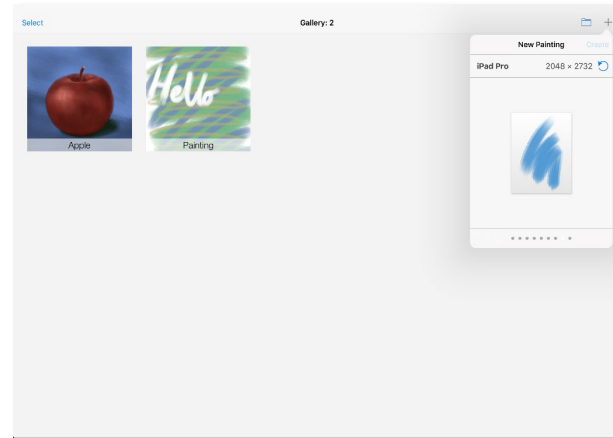 Select
Gallery: 2
New Painting
Create
iPad Pro
2048 × 2732
Hello
Apple
Painting